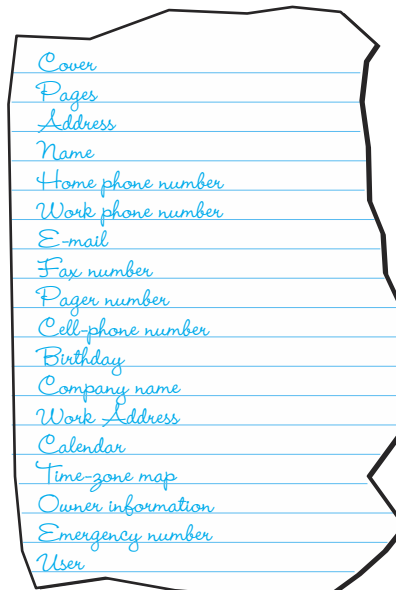 Cover
Pages
Address
Name
Home phone number
Work phone number
E-mail
Fax number
Pager number
Cell-phone number
Birthday
Company name
Work Address
Calendar
Time-zone map
Owner information
Emergency number
User